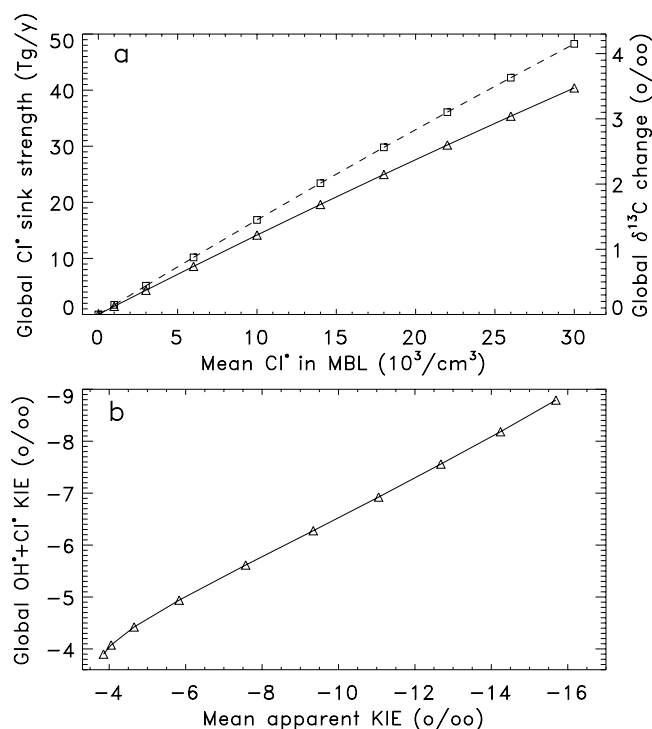 a
Global Cl• sink strength (Tg/y)
50
40
30
20
10
0
Global δ¹³C change (o/oo)
4
3
2
1
0
0 5 10 15 20 25 30
Mean Cl• in MBL (10³/cm³)
b
Global OH•+Cl• KIE (o/oo)
-9
-8
-7
-6
-5
-4
-4 -6 -8 -10 -12 -14 -16
Mean apparent KIE (o/oo)